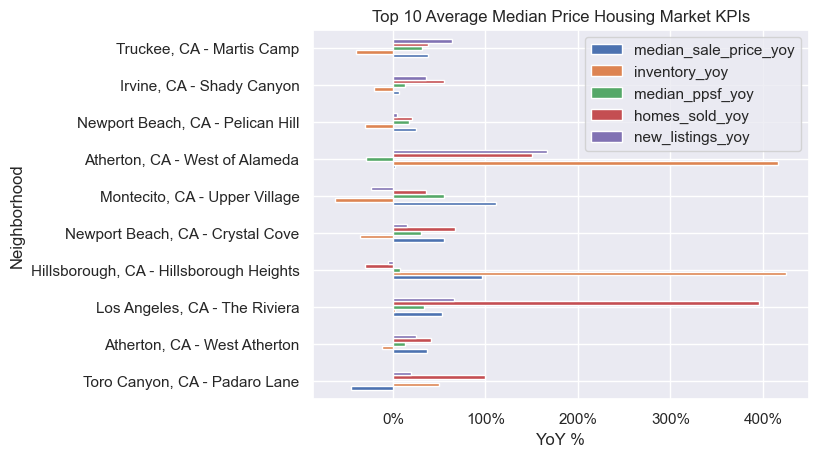 Top 10 Average Median Price Housing Market KPIs
median_sale_price_yoy
inventory_yoy
median_ppsf_yoy
homes_sold_yoy
new_listings_yoy
Neighborhood
Truckee, CA - Martis Camp
Irvine, CA - Shady Canyon
Newport Beach, CA - Pelican Hill
Atherton, CA - West of Alameda
Montecito, CA - Upper Village
Newport Beach, CA - Crystal Cove
Hillsborough, CA - Hillsborough Heights
Los Angeles, CA - The Riviera
Atherton, CA - West Atherton
Toro Canyon, CA - Padaro Lane
0% 100% 200% 300% 400%
YoY %